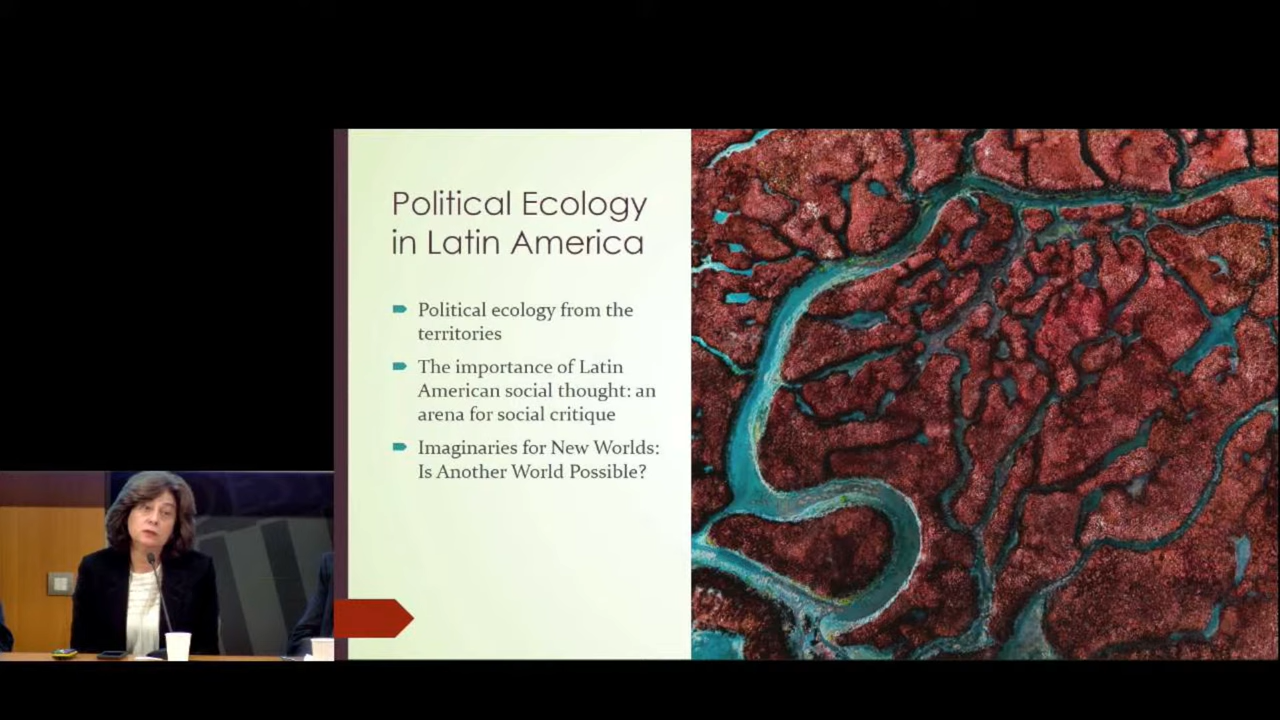 Political Ecology
in Latin America
Political ecology from the
territories
The importance of Latin
American social thought: an
arena for social critique
Imaginaries for New Worlds:
Is Another World Possible?